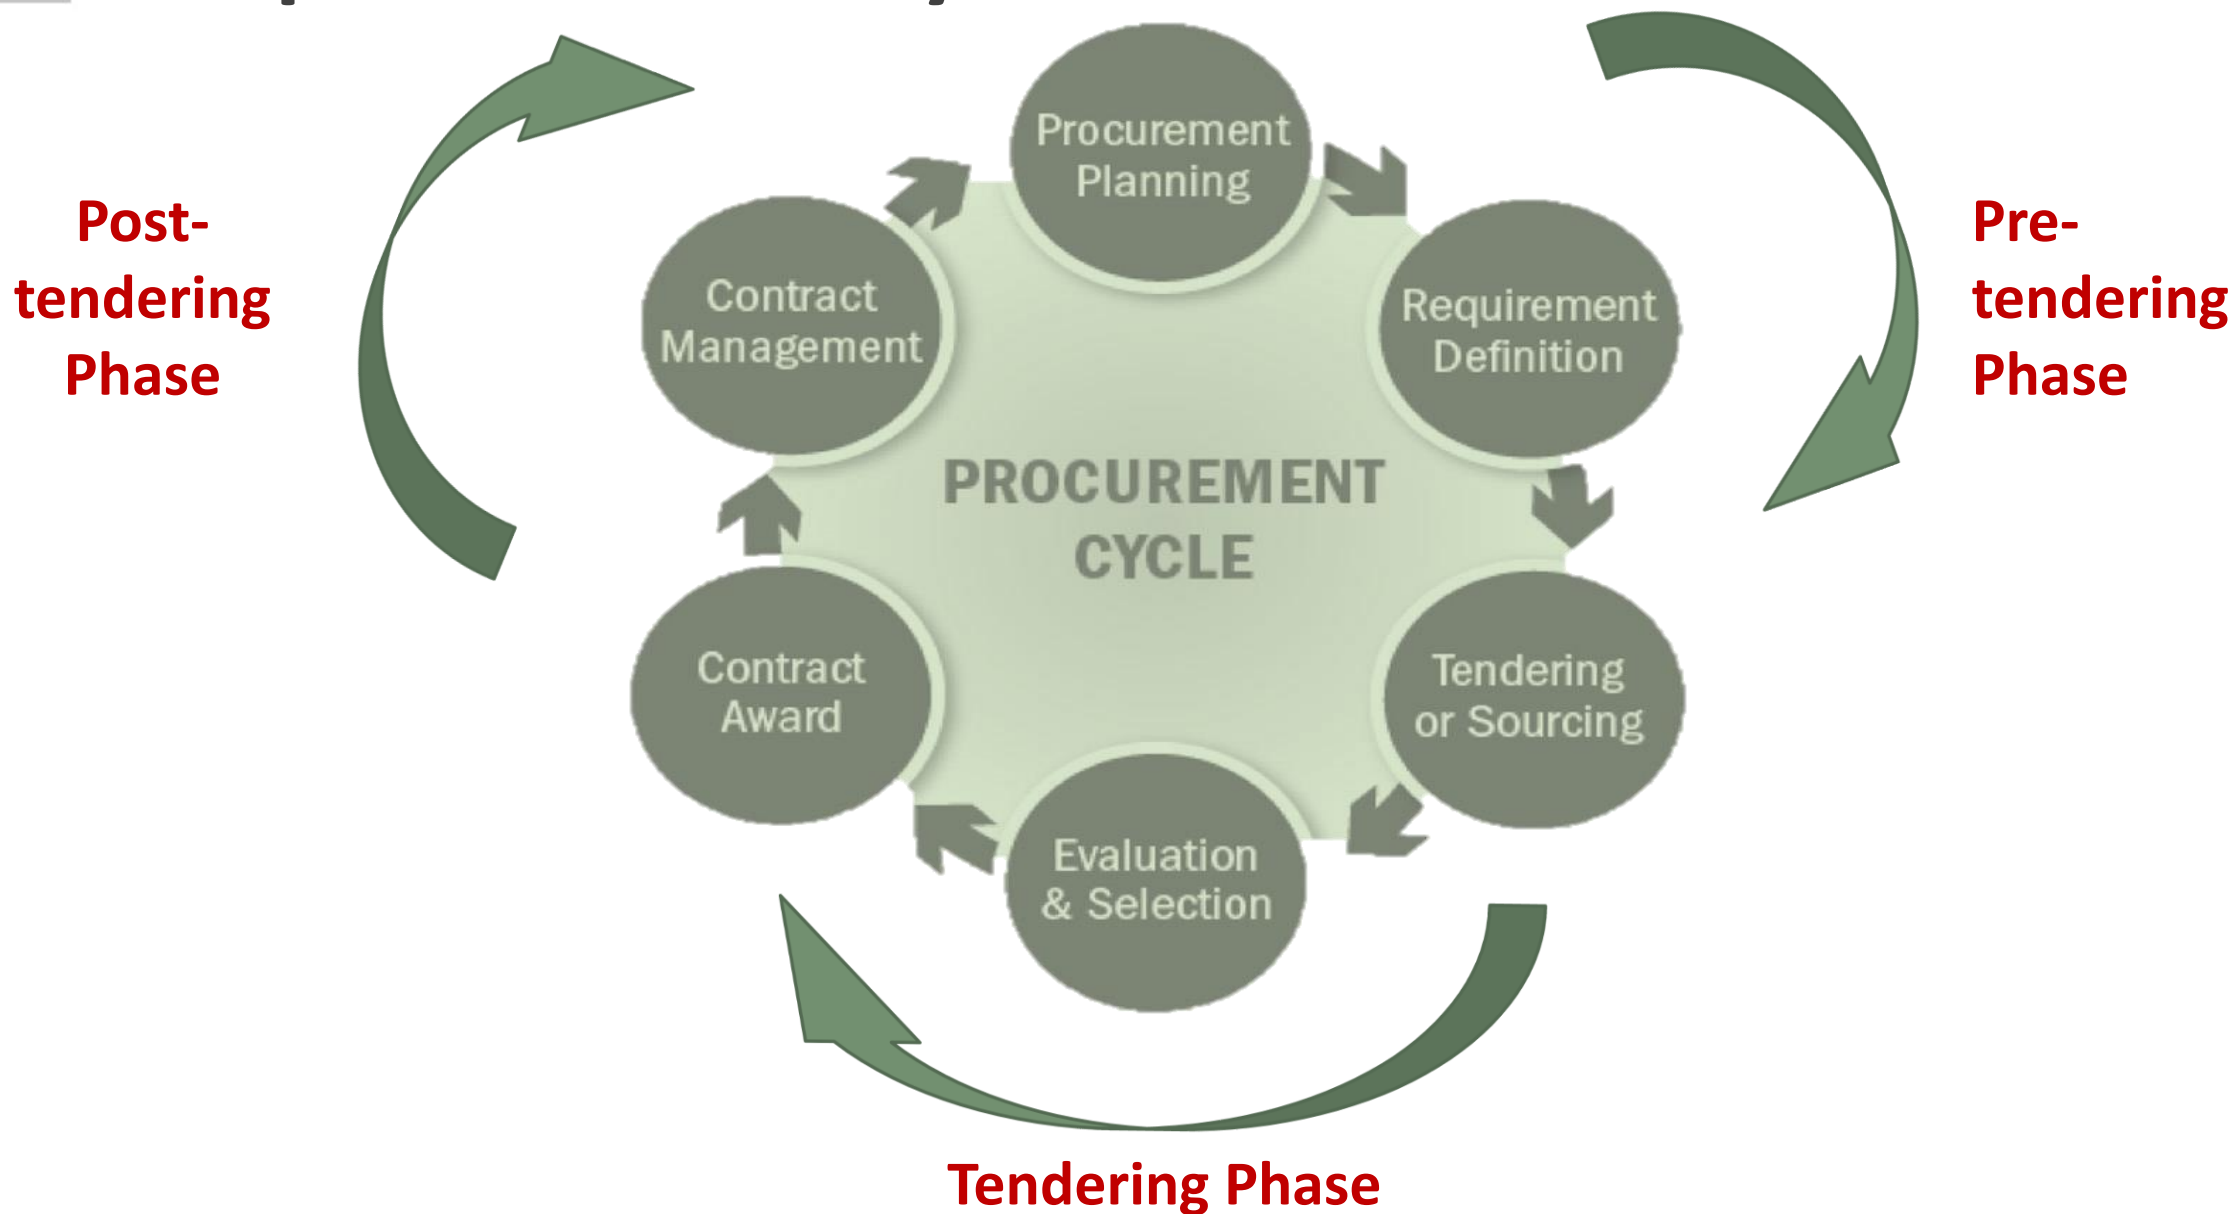 Procurement
Planning
Requirement
Definition
Tendering
or Sourcing
Evaluation
& Selection
Contract
Award
Contract
Management
PROCUREMENT
CYCLE
Pre-
tendering
Phase
Tendering Phase
Post-
tendering
Phase